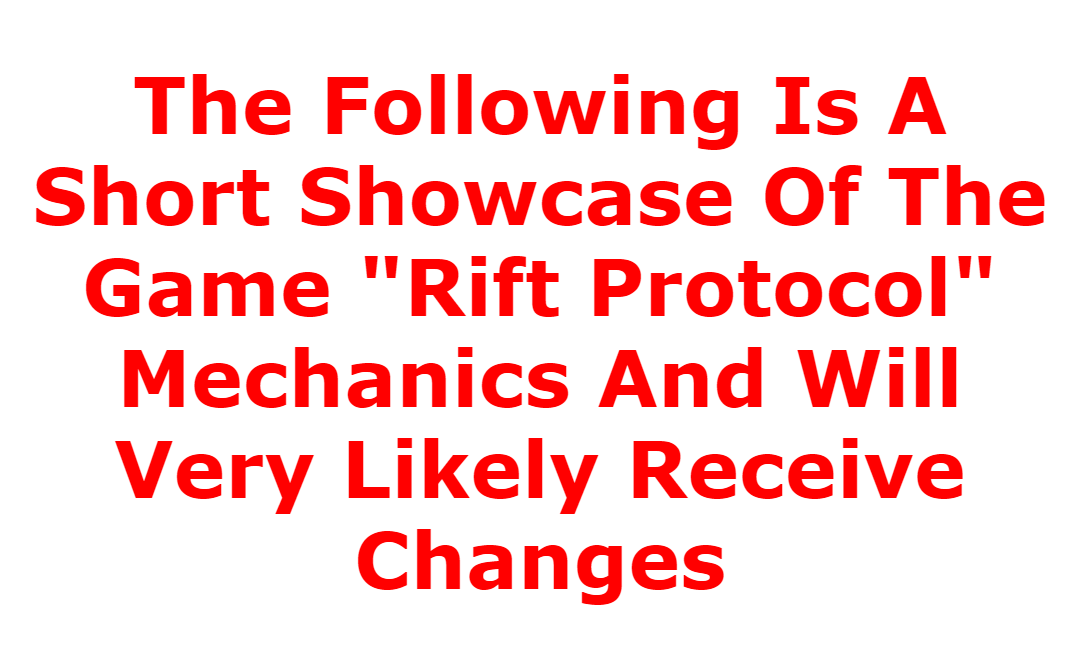 The Following Is A
Short Showcase Of The
Game "Rift Protocol"
Mechanics And Will
Very Likely Receive
Changes